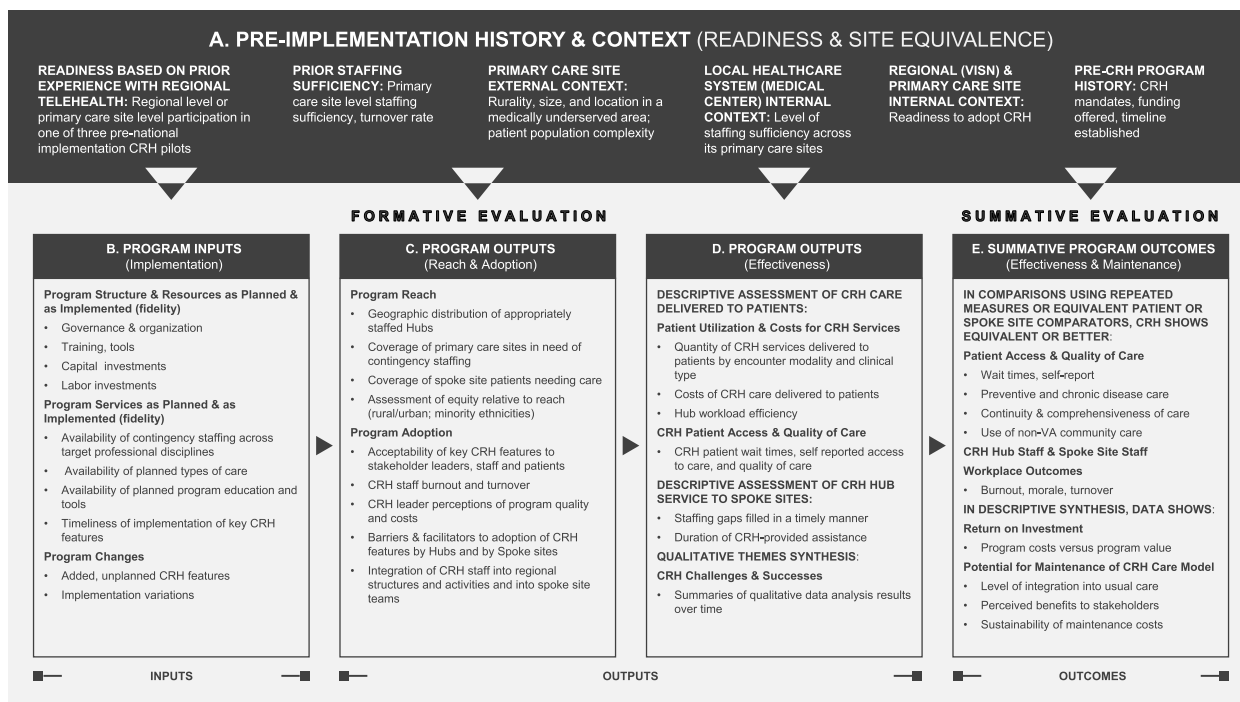 A. PRE-IMPLEMENTATION HISTORY & CONTEXT (READINESS & SITE EQUIVALENCE)
READINESS BASED ON PRIOR
EXPERIENCE WITH REGIONAL
TELEHEALTH: Regional level or
primary care site level participation in
one of three pre-national
implementation CRH pilots
PRIOR STAFFING
SUFFICIENCY: Primary
care site level staffing
sufficiency, turnover rate
PRIMARY CARE SITE
EXTERNAL CONTEXT:
Rurality, size, and location in a
medically underserved area;
patient population complexity
LOCAL HEALTHCARE
SYSTEM (MEDICAL
CENTER) INTERNAL
CONTEXT: Level of
staffing sufficiency across
its primary care sites
REGIONAL (VISN) &
PRIMARY CARE SITE
INTERNAL CONTEXT:
Readiness to adopt CRH
PRE-CRH PROGRAM
HISTORY: CRH
mandates, funding
offered, timeline
established
FORMATIVE EVALUATION
SUMMATIVE EVALUATION
B. PROGRAM INPUTS
(Implementation)
Program Structure & Resources as Planned &
as Implemented (fidelity)
• Governance & organization
• Training, tools
• Capital investments
• Labor investments
Program Services as Planned & as
Implemented (fidelity)
• Availability of contingency staffing across
target professional disciplines
• Availability of planned types of care
• Availability of planned program education and
tools
• Timeliness of implementation of key CRH
features
Program Changes
• Added, unplanned CRH features
• Implementation variations
C. PROGRAM OUTPUTS
(Reach & Adoption)
Program Reach
• Geographic distribution of appropriately
staffed Hubs
• Coverage of primary care sites in need of
contingency staffing
• Coverage of spoke site patients needing care
• Assessment of equity relative to reach
(rural/urban; minority ethnicities)
Program Adoption
• Acceptability of key CRH features to
stakeholder leaders, staff and patients
• CRH staff burnout and turnover
• CRH leader perceptions of program quality
and costs
• Barriers & facilitators to adoption of CRH
features by Hubs and by Spoke sites
• Integration of CRH staff into regional
structures and activities and into spoke site
teams
D. PROGRAM OUTPUTS
(Effectiveness)
DESCRIPTIVE ASSESSMENT OF CRH CARE
DELIVERED TO PATIENTS:
Patient Utilization & Costs for CRH Services
• Quantity of CRH services delivered to
patients by encounter modality and clinical
type
• Costs of CRH care delivered to patients
• Hub workload efficiency
CRH Patient Access & Quality of Care
• CRH patient wait times, self reported access
to care, and quality of care
DESCRIPTIVE ASSESSMENT OF CRH HUB
SERVICE TO SPOKE SITES:
• Staffing gaps filled in a timely manner
• Duration of CRH-provided assistance
QUALITATIVE THEMES SYNTHESIS:
CRH Challenges & Successes
• Summaries of qualitative data analysis results
over time
E. SUMMATIVE PROGRAM OUTCOMES
(Effectiveness & Maintenance)
IN COMPARISONS USING REPEATED
MEASURES OR EQUIVALENT PATIENT OR
SPOKE SITE COMPARATORS, CRH SHOWS
EQUIVALENT OR BETTER:
Patient Access & Quality of Care
• Wait times, self-report
• Preventive and chronic disease care
• Continuity & comprehensiveness of care
• Use of non-VA community care
CRH Hub Staff & Spoke Site Staff
Workplace Outcomes
• Burnout, morale, turnover
IN DESCRIPTIVE SYNTHESIS, DATA SHOWS:
Return on Investment
• Program costs versus program value
Potential for Maintenance of CRH Care Model
• Level of integration into usual care
• Perceived benefits to stakeholders
• Sustainability of maintenance costs
INPUTS
OUTPUTS
OUTCOMES